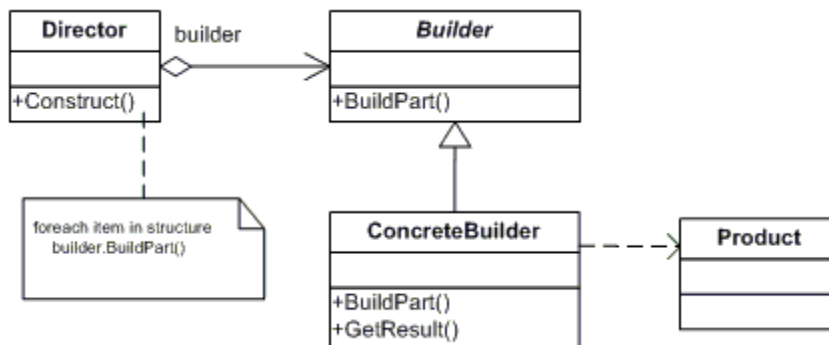 Director
+Construct()
builder
Builder
+BuildPart()
foreach item in structure
builder.BuildPart()
ConcreteBuilder
+BuildPart()
+GetResult()
Product